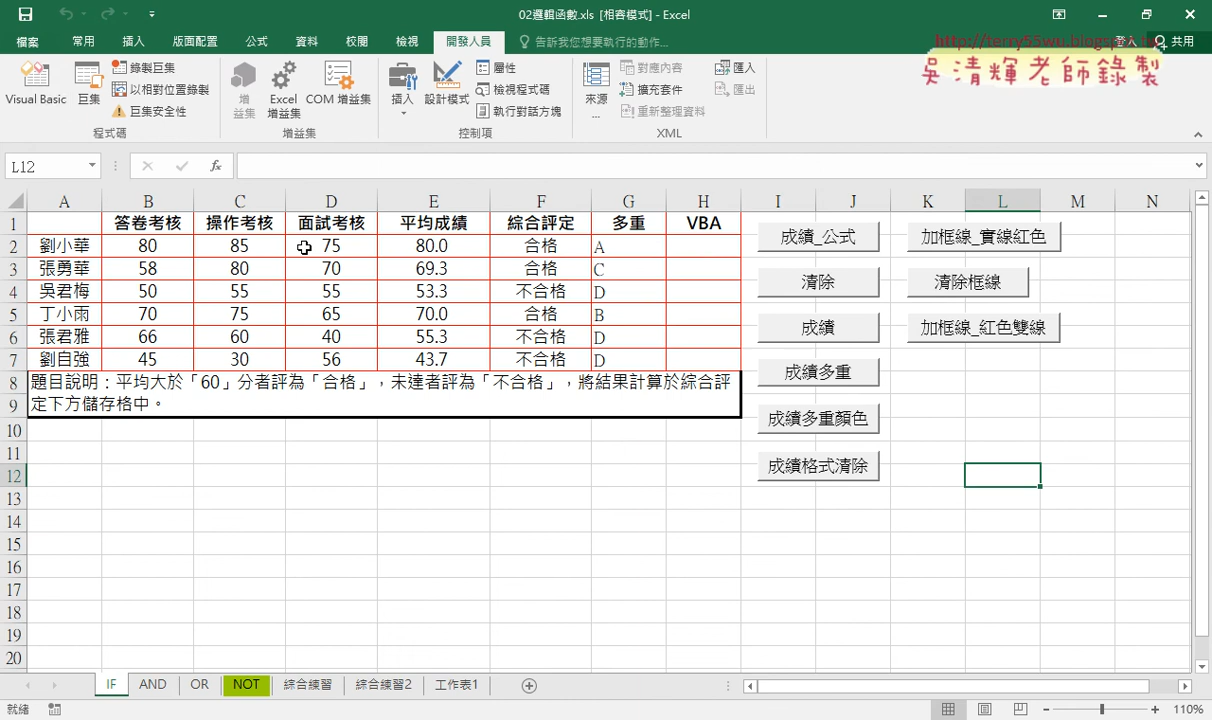 02邏輯函數.xls [相容模式] - Excel
http://terry55wu.blogspot.tw
吳清輝老師錄製
檔案 常用 插入 版面配置 公式 資料 校閱 檢視 開發人員 告訴我您想要執行的動作... 登入 共用
Visual Basic 巨集 錄製巨集 以相對位置錄製 巨集安全性
增益集 Excel 增益集 COM 增益集
插入 設計模式 屬性 檢視程式碼 執行對話方塊
來源... 對應內容 擴充套件 重新整理資料 匯入 匯出
程式碼 增益集 控制項 XML
L12 fx
A B C D E F G H I J K L M N
1 答卷考核 操作考核 面試考核 平均成績 綜合評定 多重 VBA
2 劉小華 80 85 75 80.0 合格 A
3 張勇華 58 80 70 69.3 合格 C
4 吳君梅 50 55 55 53.3 不合格 D
5 丁小雨 70 75 65 70.0 合格 B
6 張君雅 66 60 40 55.3 不合格 D
7 劉自強 45 30 56 43.7 不合格 D
8 題目說明：平均大於「60」分者評為「合格」，未達者評為「不合格」，將結果計算於綜合評
9 定下方儲存格中。
10
11
12
13
14
15
16
17
18
19
20
成績_公式 加框線_實線紅色
清除 清除框線
成績 加框線_紅色雙線
成績多重
成績多重顏色
成績格式清除
IF AND OR NOT 綜合練習 綜合練習2 工作表1
就緒 110%